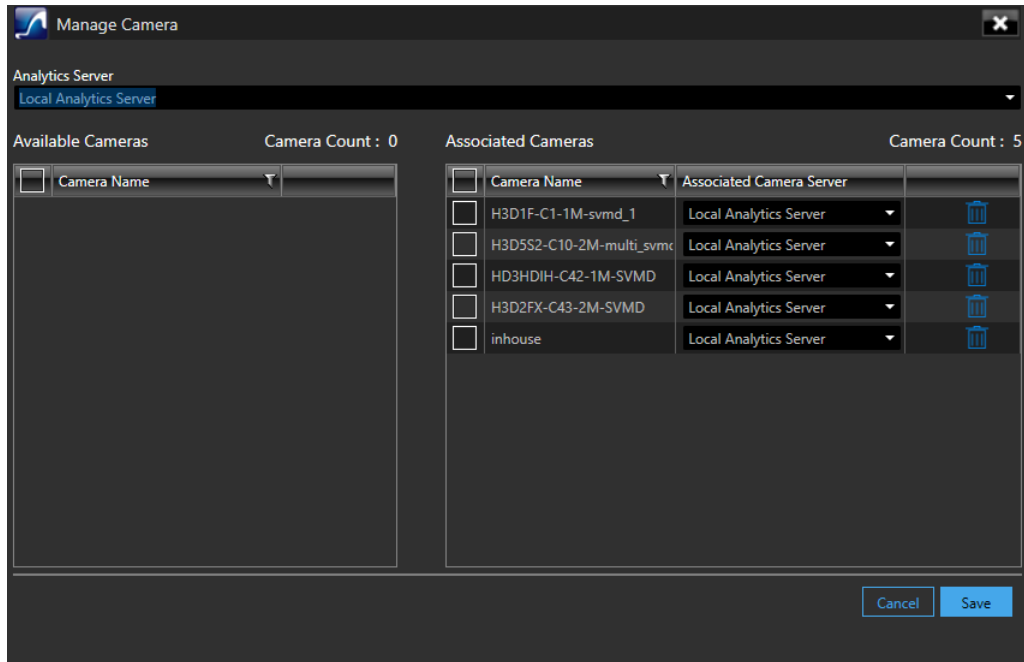 Manage Camera
Analytics Server
Local Analytics Server
Available Cameras Camera Count : 0
Associated Cameras Camera Count : 5
Camera Name
Camera Name Associated Camera Server
H3D1F-C1-1M-svmd_1 Local Analytics Server
H3D5S2-C10-2M-multi_svmd Local Analytics Server
HD3HDIH-C42-1M-SVMD Local Analytics Server
H3D2FX-C43-2M-SVMD Local Analytics Server
inhouse Local Analytics Server
Cancel Save